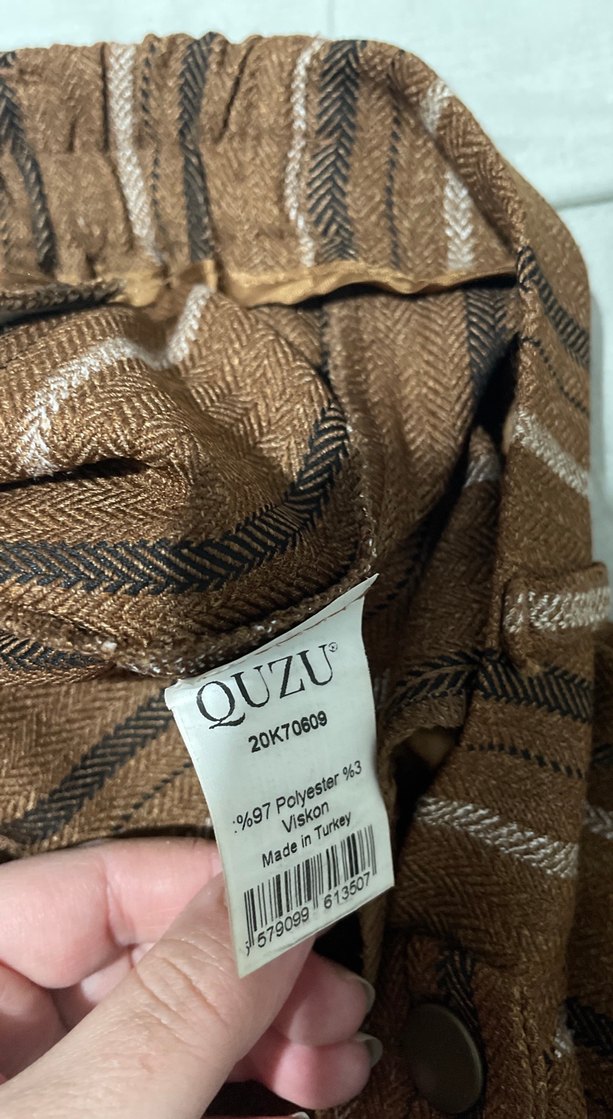 QUZU®
20K70609
:%97 Polyester %3
Viskon
Made in Turkey
579099 613507